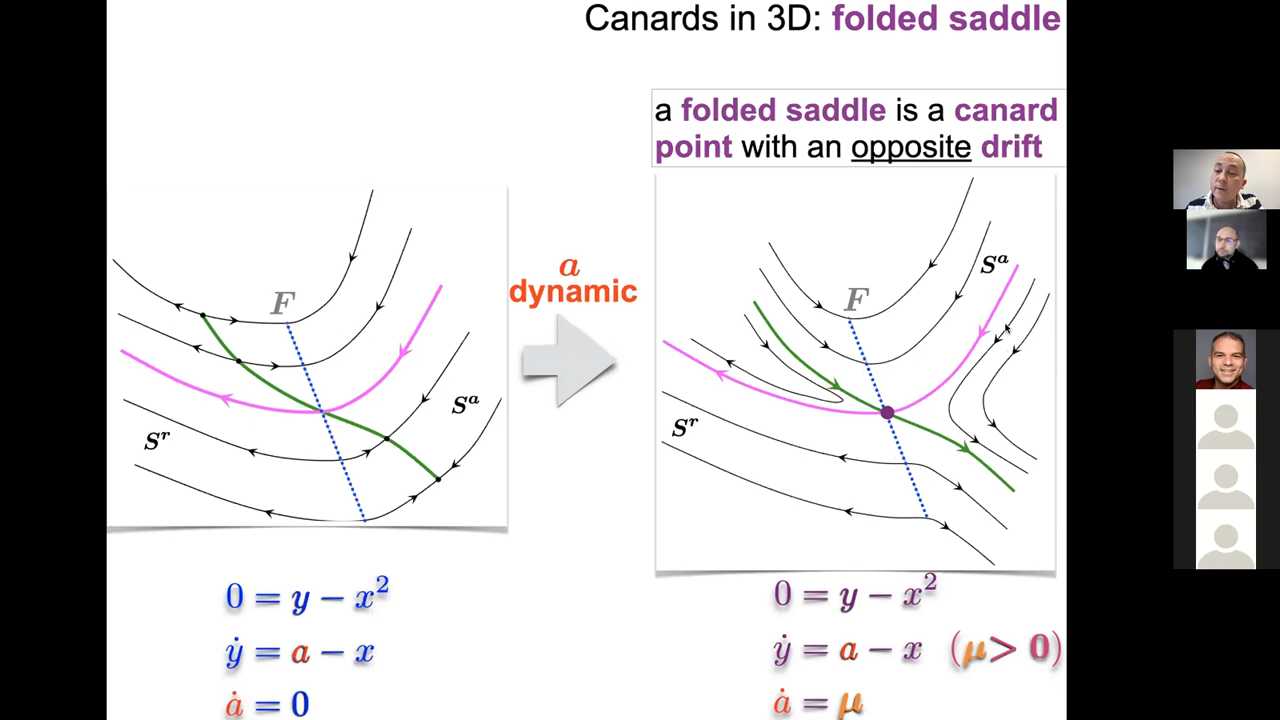 Canards in 3D: folded saddle
a folded saddle is a canard
point with an opposite drift
a
dynamic
F
S^a
S^r
F
S^a
S^r
0 = y − x²
ẏ = a − x
ȧ = 0
0 = y − x²
ẏ = a − x (μ > 0)
ȧ = μ